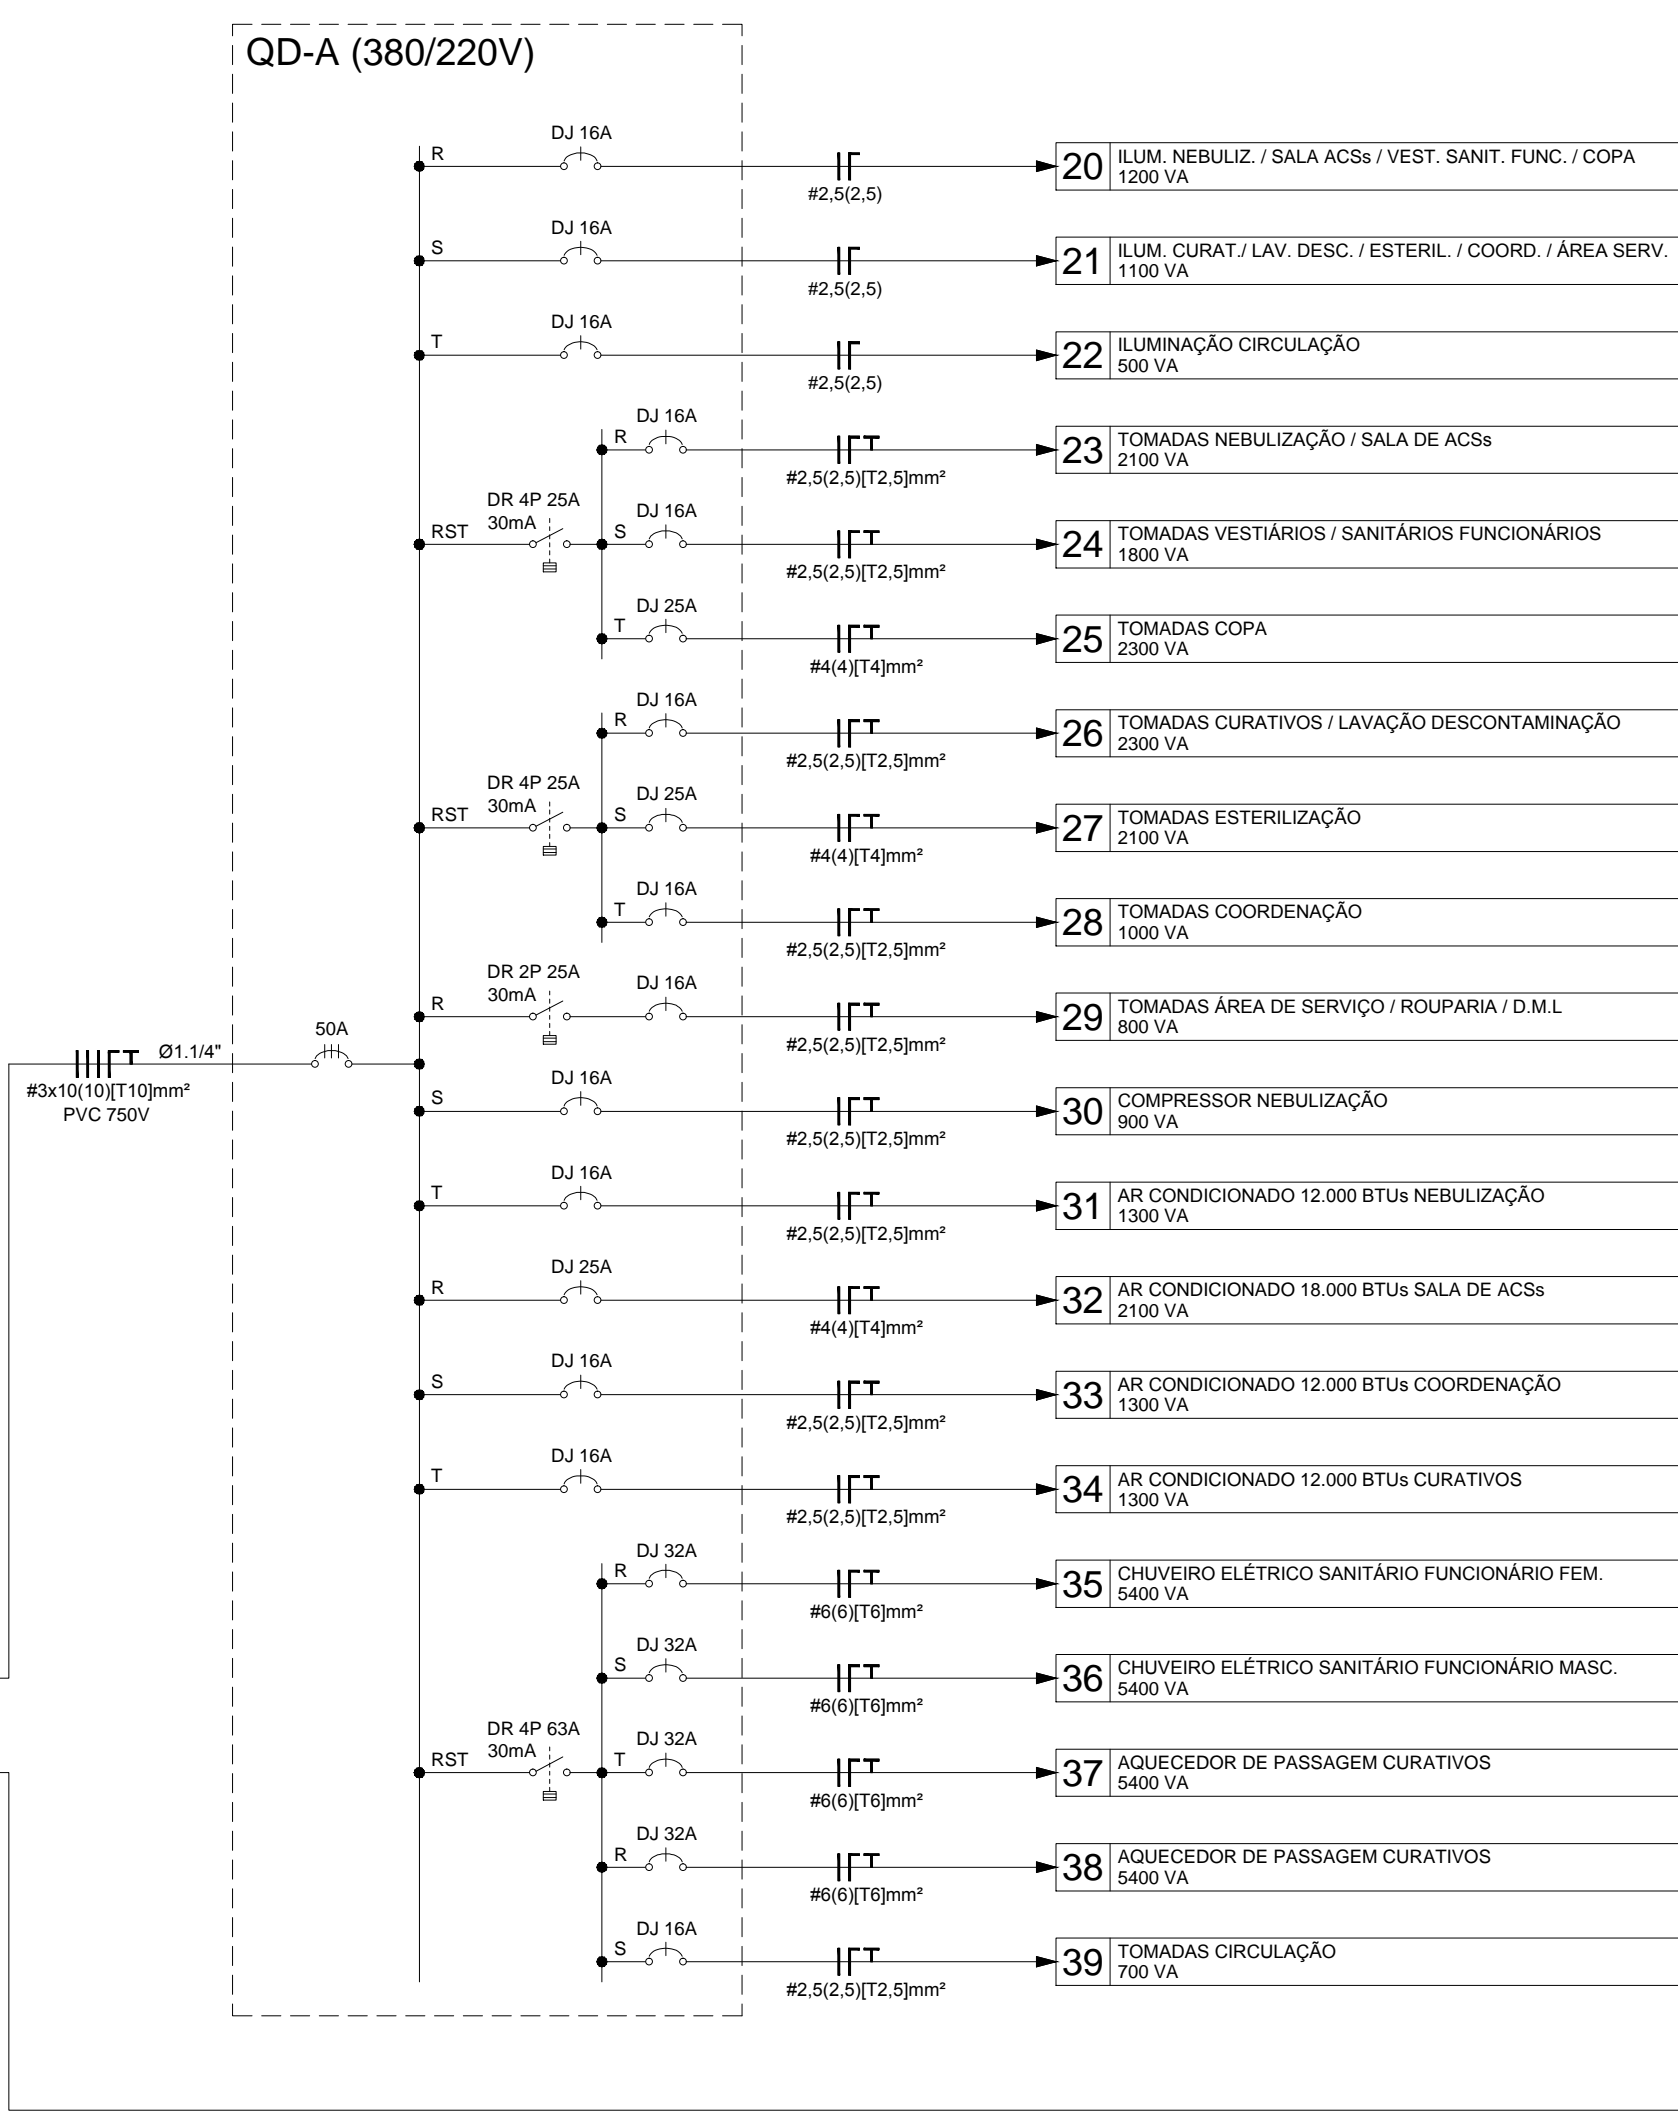 QD-A (380/220V)
DJ 16A
R
#2,5(2,5)
20
ILUM. NEBULIZ. / SALA ACSs / VEST. SANIT. FUNC. / COPA
1200 VA
DJ 16A
S
#2,5(2,5)
21
ILUM. CURAT./ LAV. DESC. / ESTERIL. / COORD. / ÁREA SERV.
1100 VA
DJ 16A
T
#2,5(2,5)
22
ILUMINAÇÃO CIRCULAÇÃO
500 VA
DJ 16A
R
#2,5(2,5)[T2,5]mm²
23
TOMADAS NEBULIZAÇÃO / SALA DE ACSs
2100 VA
DR 4P 25A
30mA
RST
DJ 16A
S
#2,5(2,5)[T2,5]mm²
24
TOMADAS VESTIÁRIOS / SANITÁRIOS FUNCIONÁRIOS
1800 VA
DJ 25A
T
#4(4)[T4]mm²
25
TOMADAS COPA
2300 VA
DJ 16A
R
#2,5(2,5)[T2,5]mm²
26
TOMADAS CURATIVOS / LAVAÇÃO DESCONTAMINAÇÃO
2300 VA
DR 4P 25A
30mA
RST
DJ 25A
S
#4(4)[T4]mm²
27
TOMADAS ESTERILIZAÇÃO
2100 VA
DJ 16A
T
#2,5(2,5)[T2,5]mm²
28
TOMADAS COORDENAÇÃO
1000 VA
DR 2P 25A
30mA
R
DJ 16A
#2,5(2,5)[T2,5]mm²
29
TOMADAS ÁREA DE SERVIÇO / ROUPARIA / D.M.L
800 VA
50A
Ø1.1/4"
#3x10(10)[T10]mm²
PVC 750V
DJ 16A
S
#2,5(2,5)[T2,5]mm²
30
COMPRESSOR NEBULIZAÇÃO
900 VA
DJ 16A
T
#2,5(2,5)[T2,5]mm²
31
AR CONDICIONADO 12.000 BTUs NEBULIZAÇÃO
1300 VA
DJ 25A
R
#4(4)[T4]mm²
32
AR CONDICIONADO 18.000 BTUs SALA DE ACSs
2100 VA
DJ 16A
S
#2,5(2,5)[T2,5]mm²
33
AR CONDICIONADO 12.000 BTUs COORDENAÇÃO
1300 VA
DJ 16A
T
#2,5(2,5)[T2,5]mm²
34
AR CONDICIONADO 12.000 BTUs CURATIVOS
1300 VA
DJ 32A
R
#6(6)[T6]mm²
35
CHUVEIRO ELÉTRICO SANITÁRIO FUNCIONÁRIO FEM.
5400 VA
DJ 32A
S
#6(6)[T6]mm²
36
CHUVEIRO ELÉTRICO SANITÁRIO FUNCIONÁRIO MASC.
5400 VA
DR 4P 63A
30mA
RST
DJ 32A
T
#6(6)[T6]mm²
37
AQUECEDOR DE PASSAGEM CURATIVOS
5400 VA
DJ 32A
R
#6(6)[T6]mm²
38
AQUECEDOR DE PASSAGEM CURATIVOS
5400 VA
DJ 16A
S
#2,5(2,5)[T2,5]mm²
39
TOMADAS CIRCULAÇÃO
700 VA